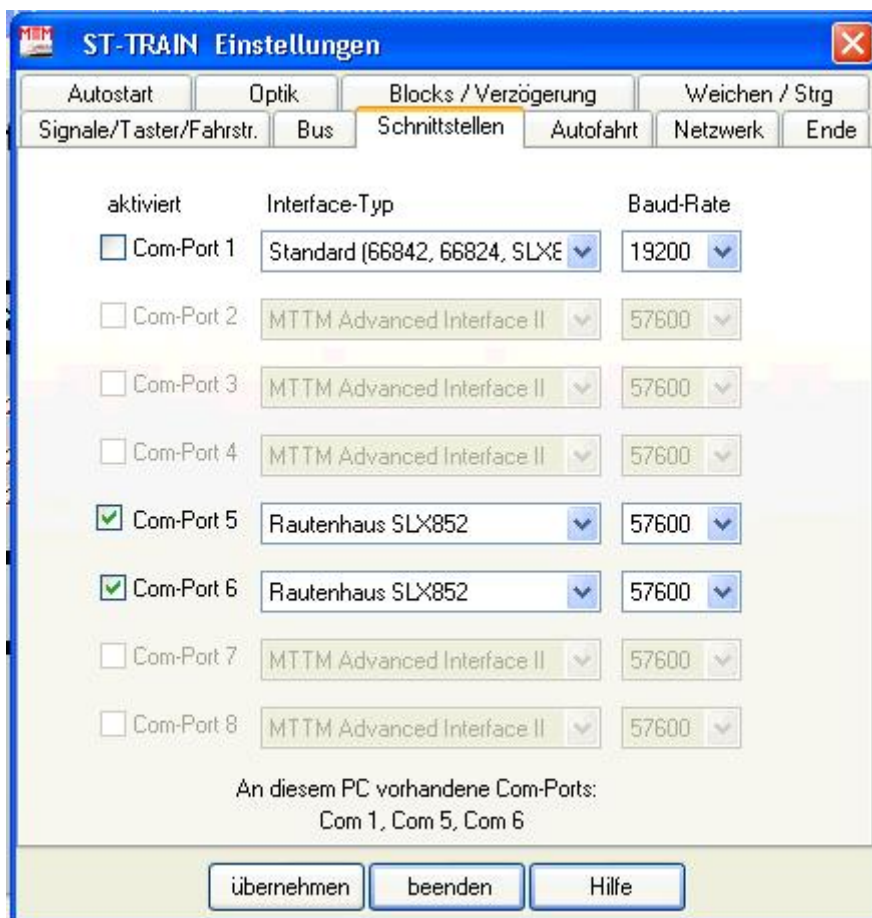 ST-TRAIN Einstellungen
Autostart Optik Blocks / Verzögerung Weichen / Strg
Signale/Taster/Fahrstr. Bus Schnittstellen Autofahrt Netzwerk Ende
aktiviert Interface-Typ Baud-Rate
Com-Port 1 Standard (66842, 66824, SLX8 19200
Com-Port 2 MTTM Advanced Interface II 57600
Com-Port 3 MTTM Advanced Interface II 57600
Com-Port 4 MTTM Advanced Interface II 57600
Com-Port 5 Rautenhaus SLX852 57600
Com-Port 6 Rautenhaus SLX852 57600
Com-Port 7 MTTM Advanced Interface II 57600
Com-Port 8 MTTM Advanced Interface II 57600
An diesem PC vorhandene Com-Ports:
Com 1, Com 5, Com 6
übernehmen beenden Hilfe